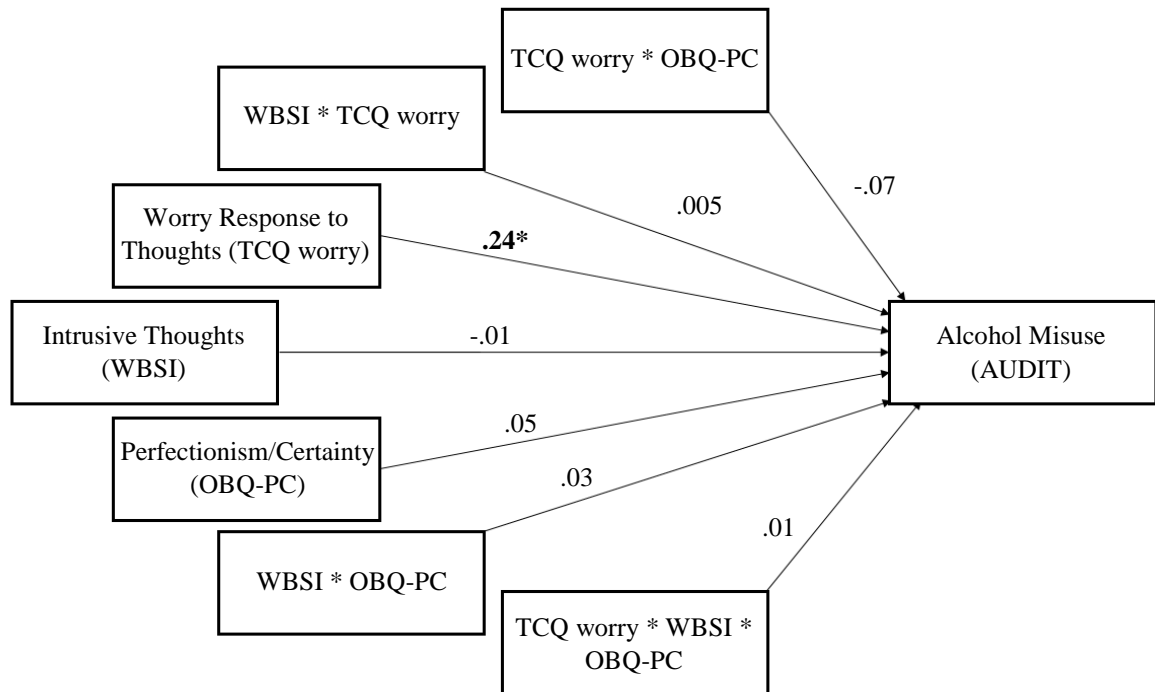 TCQ worry * OBQ-PC
WBSI * TCQ worry
-.07
.005
Worry Response to
Thoughts (TCQ worry)
.24*
Intrusive Thoughts
(WBSI)
-.01
Alcohol Misuse
(AUDIT)
Perfectionism/Certainty
(OBQ-PC)
.05
.03
WBSI * OBQ-PC
.01
TCQ worry * WBSI *
OBQ-PC